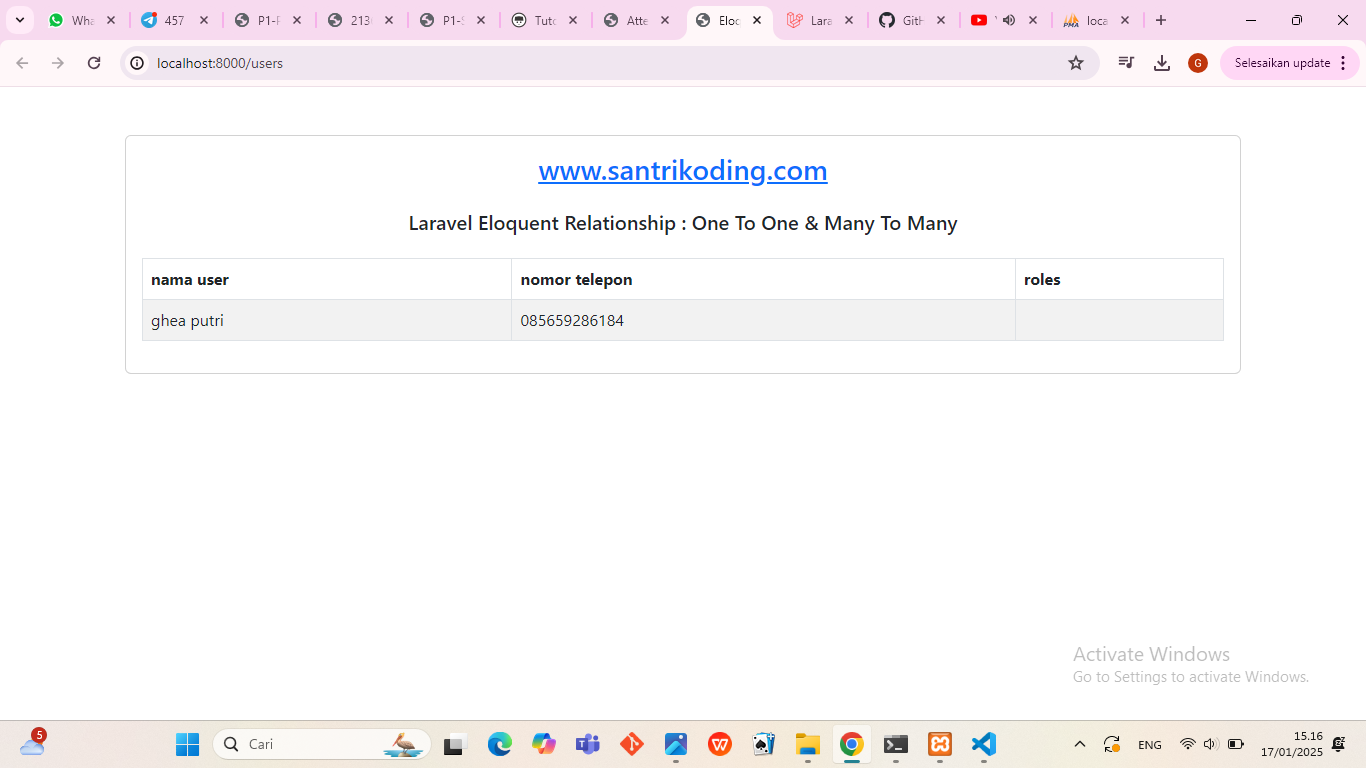 Wha
457
P1-F
213
P1-S
Tuto
Atte
Eloq
Lara
GitH
loca
localhost:8000/users
G
Selesaikan update
www.santrikoding.com
Laravel Eloquent Relationship : One To One & Many To Many
nama user nomor telepon roles
ghea putri 085659286184
Activate Windows
Go to Settings to activate Windows.
5
Cari
ENG
15.16
17/01/2025